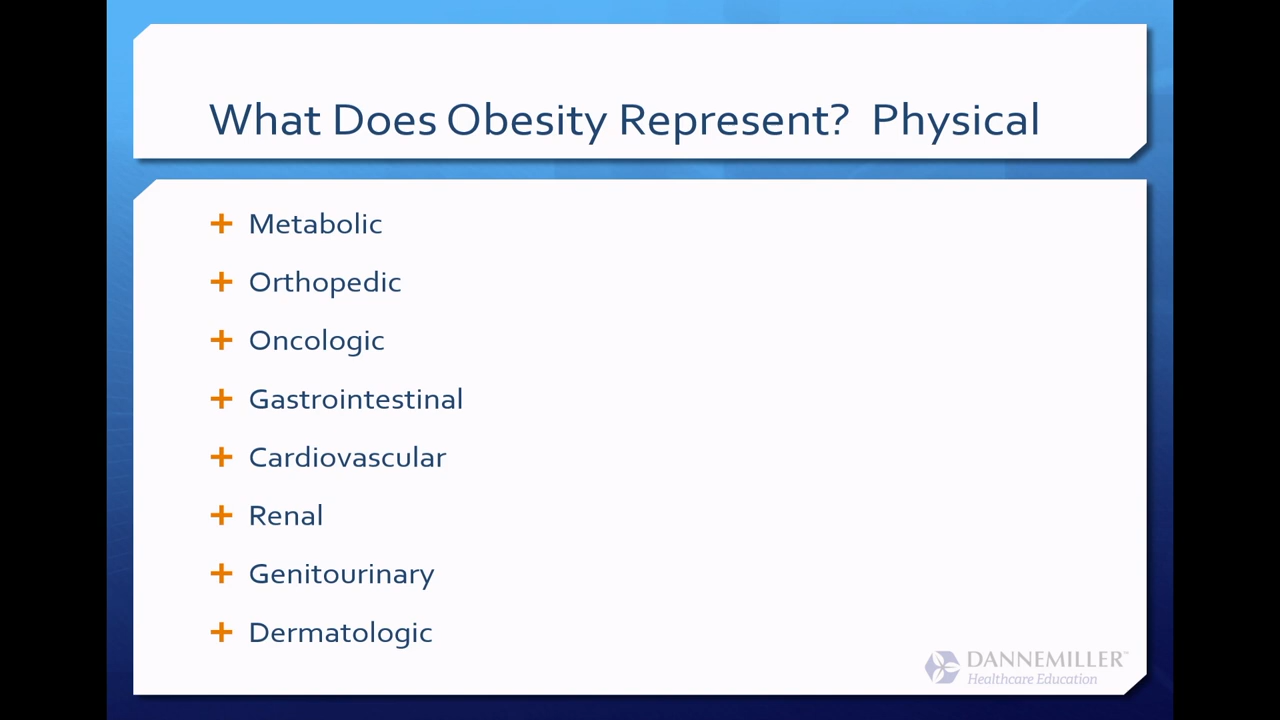 What Does Obesity Represent?  Physical
Metabolic
Orthopedic
Oncologic
Gastrointestinal
Cardiovascular
Renal
Genitourinary
Dermatologic
DANNEMILLER™
Healthcare Education